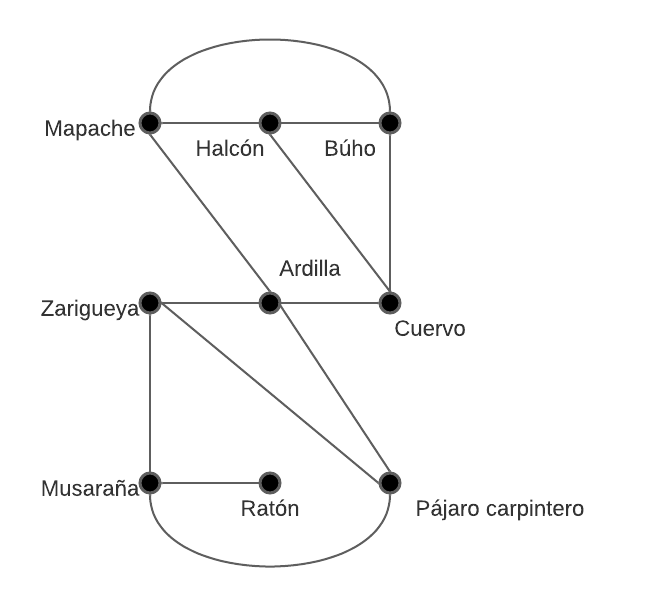 Mapache
Halcón
Búho
Ardilla
Zarigueya
Cuervo
Musaraña
Ratón
Pájaro carpintero